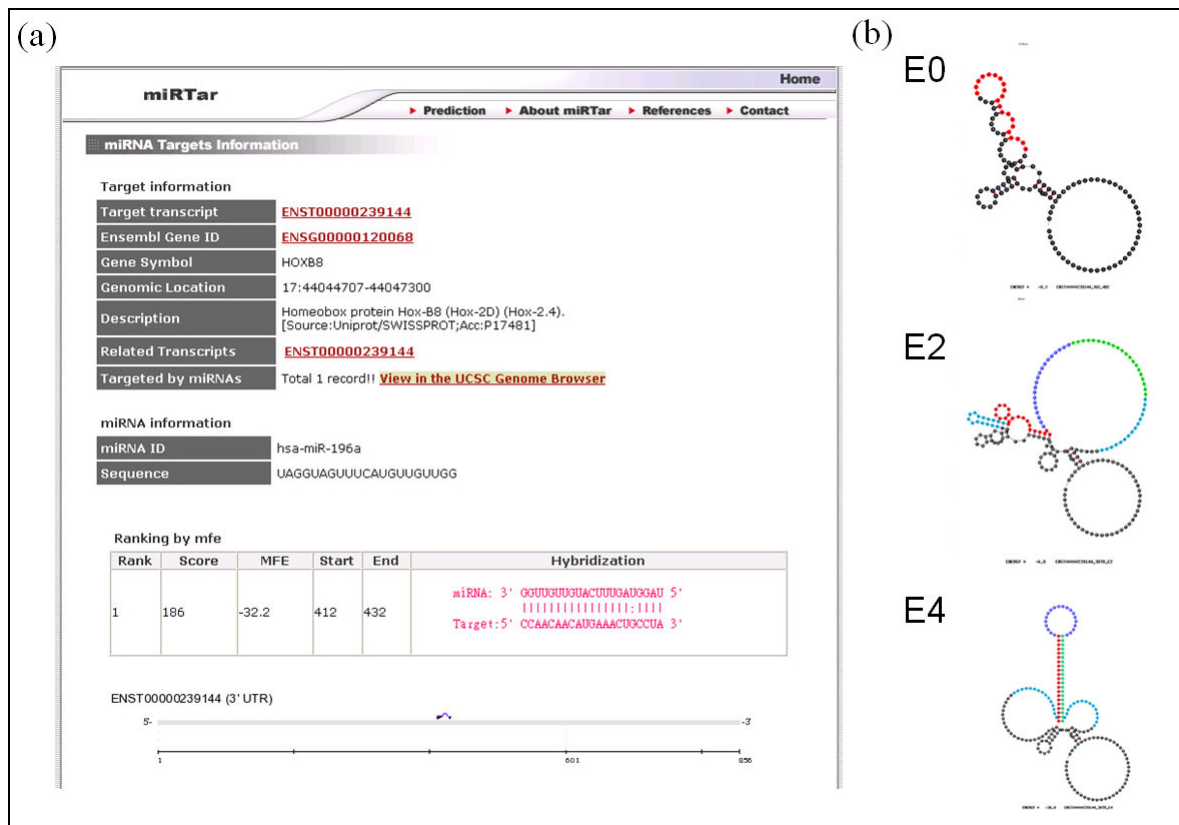 (a)
miRTar
Home
Prediction About miRTar References Contact
miRNA Targets Information
Target information
Target transcript ENST00000239144
Ensembl Gene ID ENSG00000120068
Gene Symbol HOXB8
Genomic Location 17:44044707-44047300
Description Homeobox protein Hox-B8 (Hox-2D) (Hox-2.4).
[Source:Uniprot/SWISSPROT;Acc:P17481]
Related Transcripts ENST00000239144
Targeted by miRNAs Total 1 record!! View in the UCSC Genome Browser
miRNA information
miRNA ID hsa-miR-196a
Sequence UAGGUAGUUUCAUGUUGUUGG
Ranking by mfe
Rank Score MFE Start End Hybridization
1 186 -32.2 412 432
miRNA: 3' GGUUGUUGUACUUUGAUGGAU 5'
||||||||||||||||:||||
Target:5' CCAACAACAUGAAACUGCCUA 3'
ENST00000239144 (3' UTR)
5- -3
1 601 856
(b)
E0
E2
E4